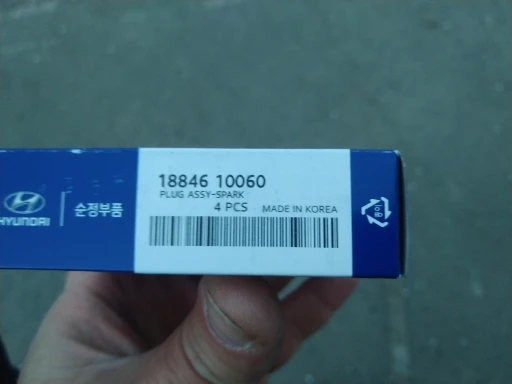 18846 10060
PLUG ASSY-SPARK
4 PCS MADE IN KOREA
HYUNDAI
순정부품